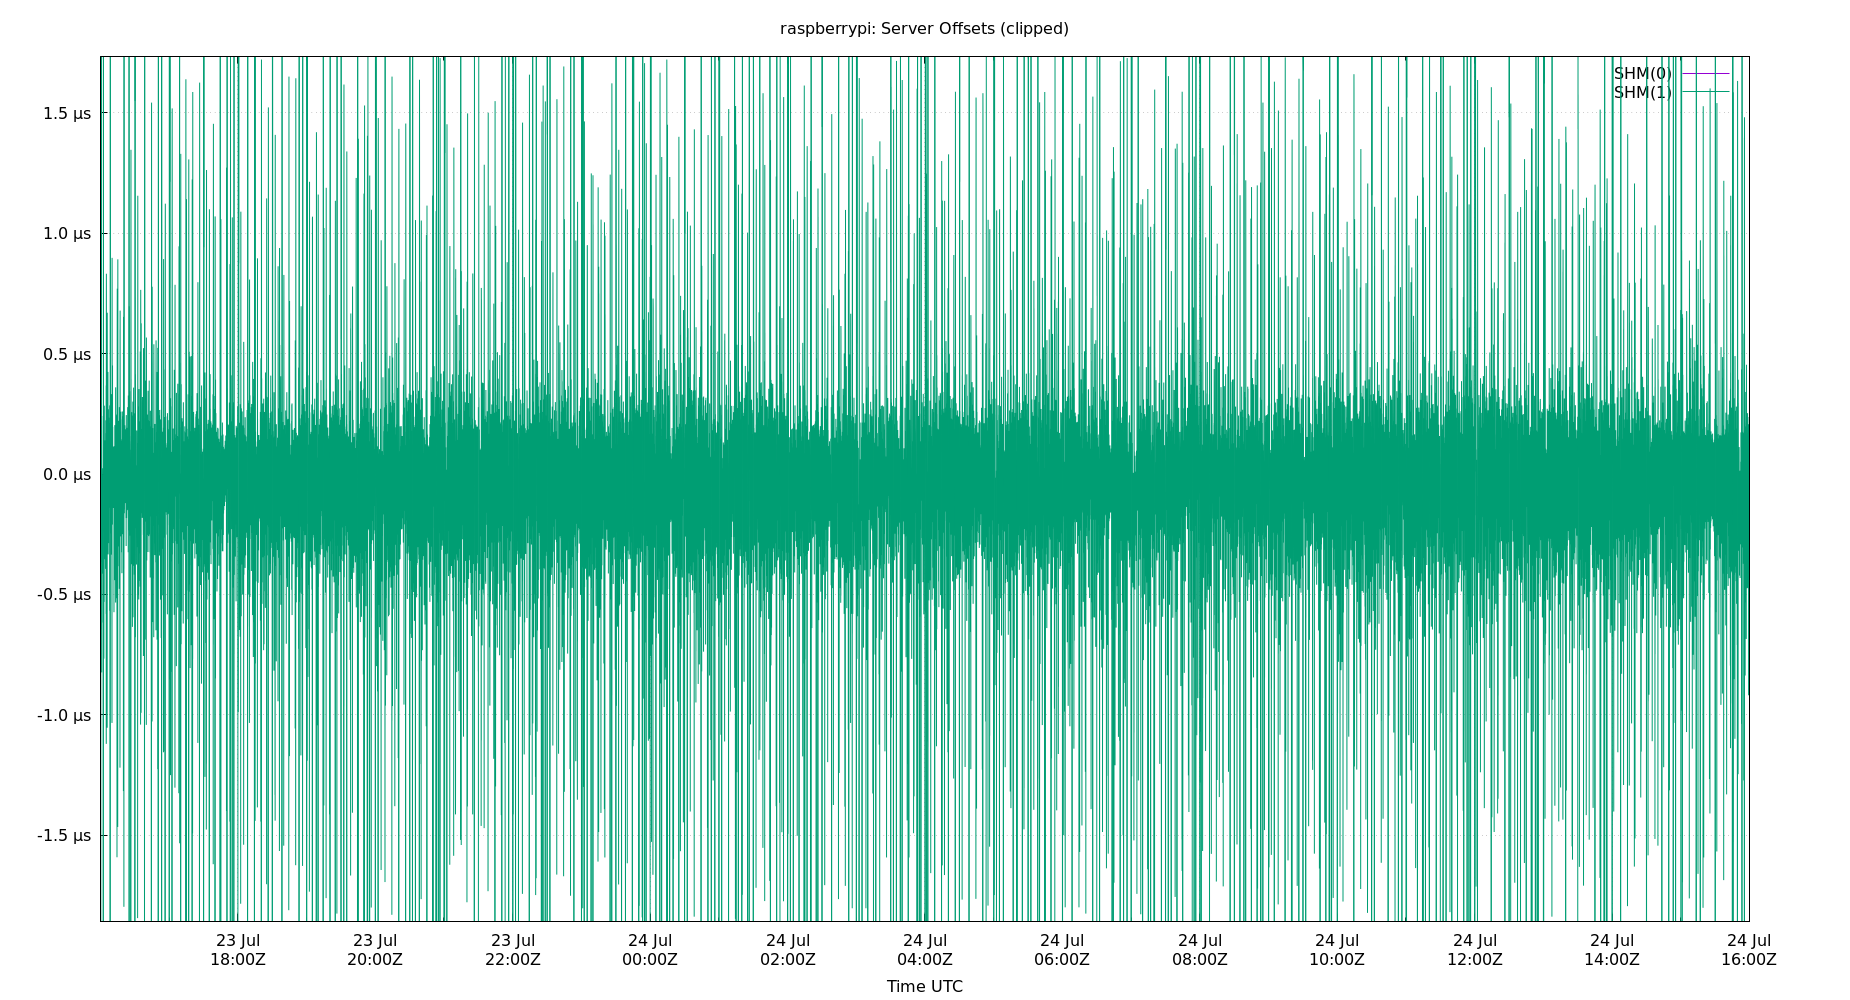 raspberrypi: Server Offsets (clipped)
SHM(0)
SHM(1)
1.5 µs
1.0 µs
0.5 µs
0.0 µs
-0.5 µs
-1.0 µs
-1.5 µs
23 Jul 23 Jul 23 Jul 24 Jul 24 Jul 24 Jul 24 Jul 24 Jul 24 Jul 24 Jul 24 Jul 24 Jul
18:00Z 20:00Z 22:00Z 00:00Z 02:00Z 04:00Z 06:00Z 08:00Z 10:00Z 12:00Z 14:00Z 16:00Z
Time UTC